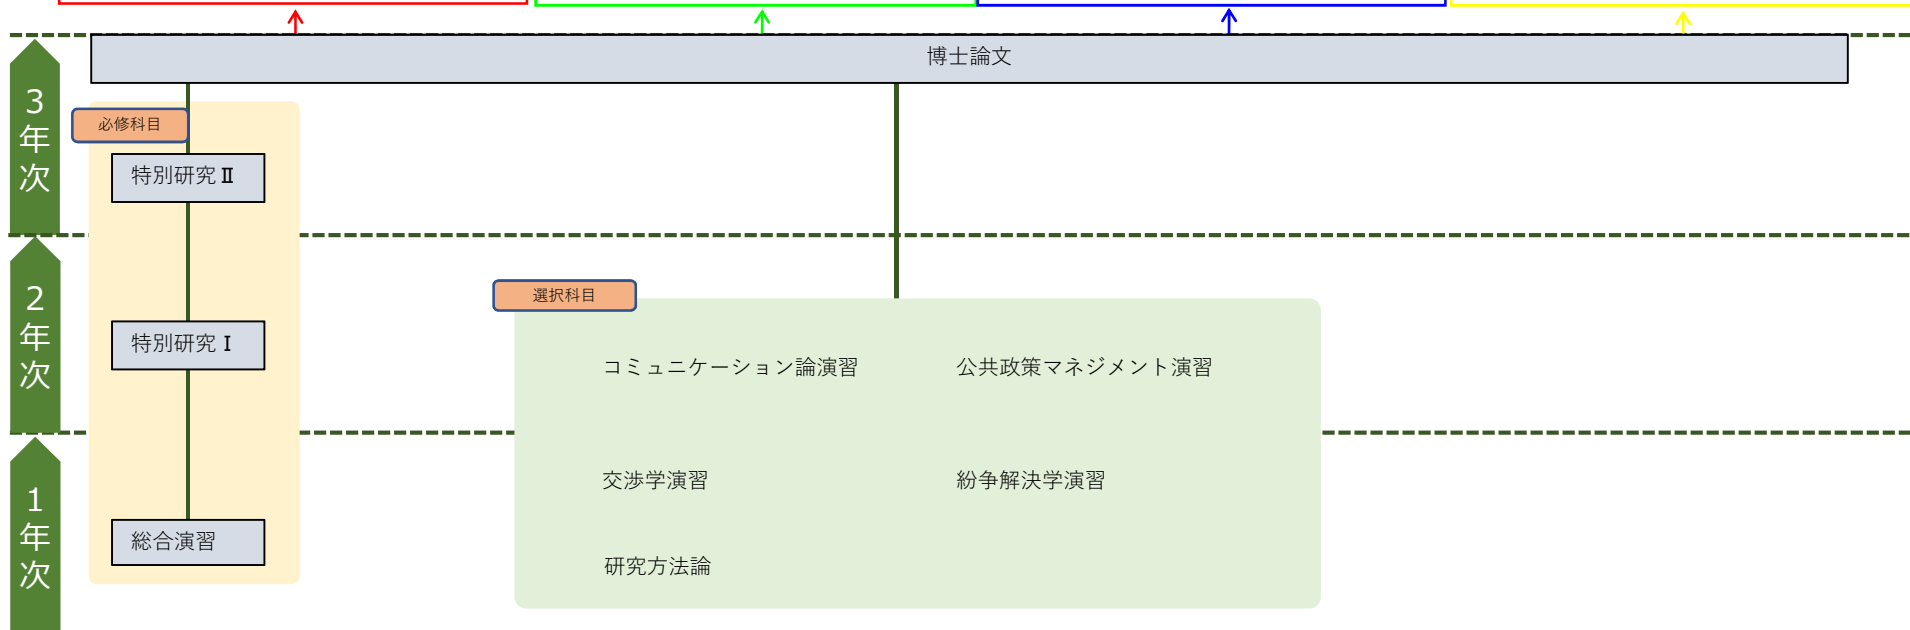 博士論文
3年次
必修科目
特別研究Ⅱ
2年次
選択科目
特別研究Ⅰ
コミュニケーション論演習
公共政策マネジメント演習
1年次
交渉学演習
紛争解決学演習
総合演習
研究方法論